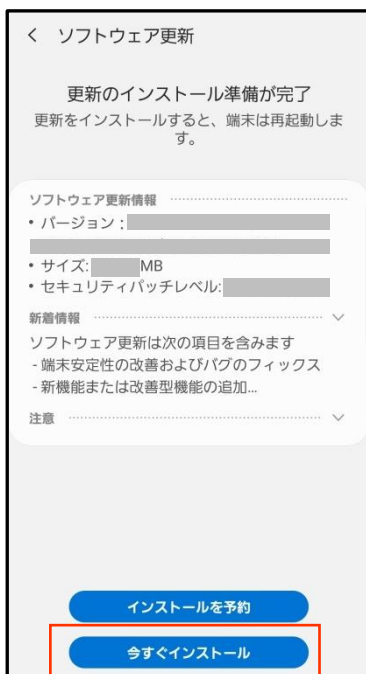 ソフトウェア更新
更新のインストール準備が完了
更新をインストールすると、端末は再起動しま
す。
ソフトウェア更新情報
• バージョン :
• サイズ: MB
• セキュリティパッチレベル:
新着情報
ソフトウェア更新は次の項目を含みます
- 端末安定性の改善およびバグのフィックス
- 新機能または改善型機能の追加...
注意
インストールを予約
今すぐインストール